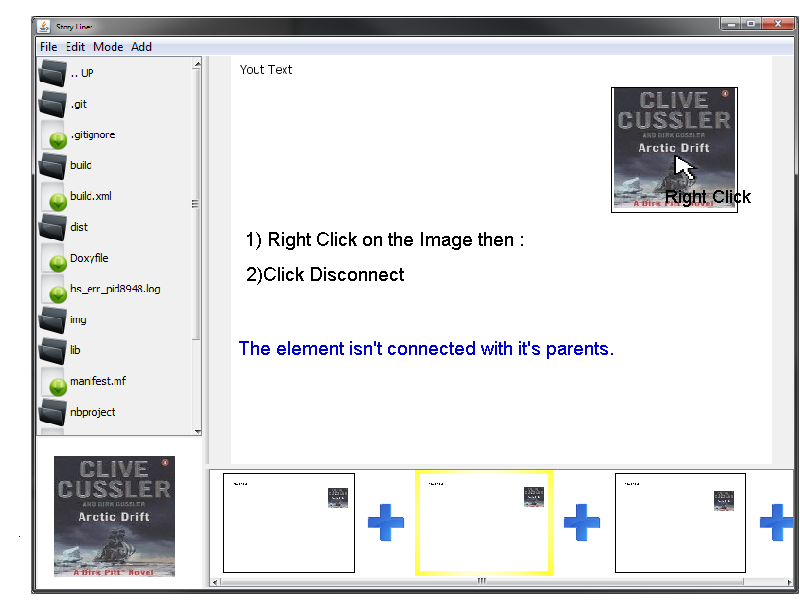 Story Liner
File Edit Mode Add
.. UP
.git
.gitignore
build
build.xml
dist
Doxyfile
hs_err_pid8948.log
img
lib
manifest.mf
nbproject
Yout Text
CLIVE
CUSSLER
AND DIRK CUSSLER
Arctic Drift
Right Click
A Dirk Pitt Novel
1) Right Click on the Image then :
2)Click Disconnect
The element isn't connected with it's parents.
CLIVE
CUSSLER
AND DIRK CUSSLER
Arctic Drift
A Dirk Pitt Novel